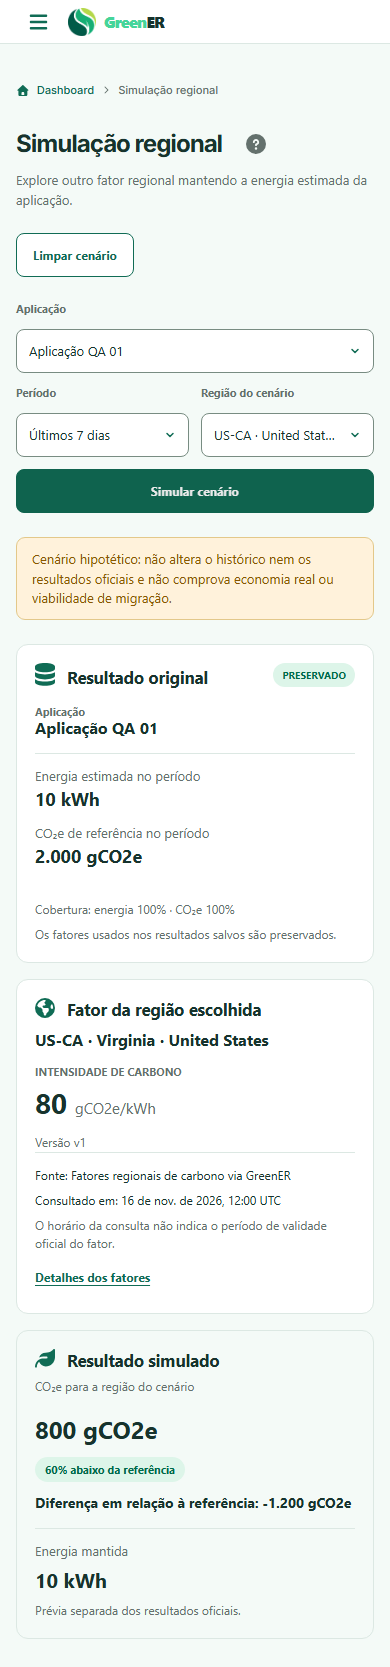 GreenER
Dashboard
Simulação regional
Simulação regional
?
Explore outro fator regional mantendo a energia estimada da
aplicação.
Limpar cenário
Aplicação
Aplicação QA 01
Período
Região do cenário
Últimos 7 dias
US-CA · United Stat...
Simular cenário
Cenário hipotético: não altera o histórico nem os
resultados oficiais e não comprova economia real ou
viabilidade de migração.
Resultado original
PRESERVADO
Aplicação
Aplicação QA 01
Energia estimada no período
10 kWh
CO₂e de referência no período
2.000 gCO2e
Cobertura: energia 100% · CO₂e 100%
Os fatores usados nos resultados salvos são preservados.
Fator da região escolhida
US-CA · Virginia · United States
INTENSIDADE DE CARBONO
80 gCO2e/kWh
Versão v1
Fonte: Fatores regionais de carbono via GreenER
Consultado em: 16 de nov. de 2026, 12:00 UTC
O horário da consulta não indica o período de validade
oficial do fator.
Detalhes dos fatores
Resultado simulado
CO₂e para a região do cenário
800 gCO2e
60% abaixo da referência
Diferença em relação à referência: -1.200 gCO2e
Energia mantida
10 kWh
Prévia separada dos resultados oficiais.